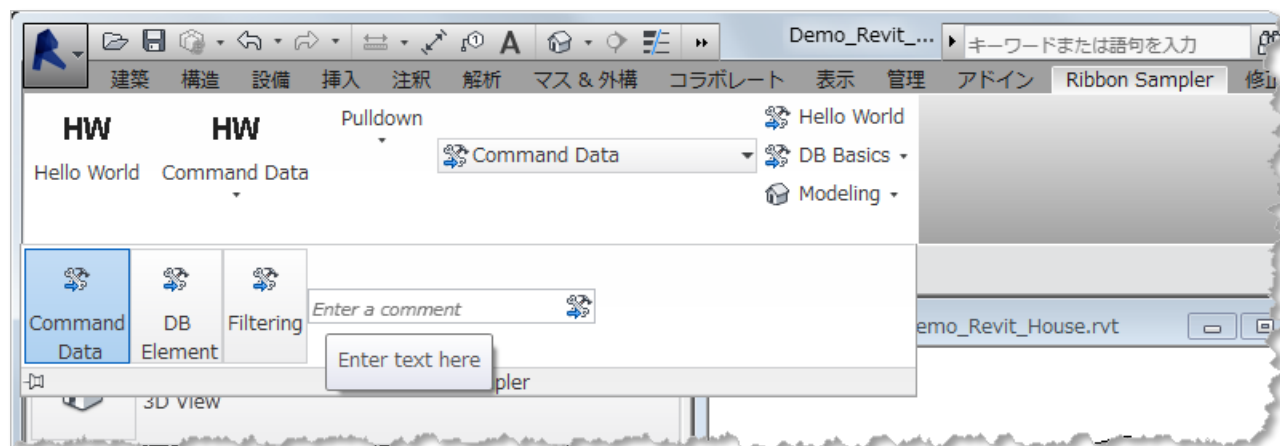 Demo_Revit_... キーワードまたは語句を入力
建築 構造 設備 挿入 注釈 解析 マス & 外構 コラボレート 表示 管理 アドイン Ribbon Sampler
HW HW Pulldown Hello World
Command Data DB Basics
Hello World Command Data Modeling
Command Data DB Element Filtering Enter a comment
Enter text here
pler
emo_Revit_House.rvt
3D View